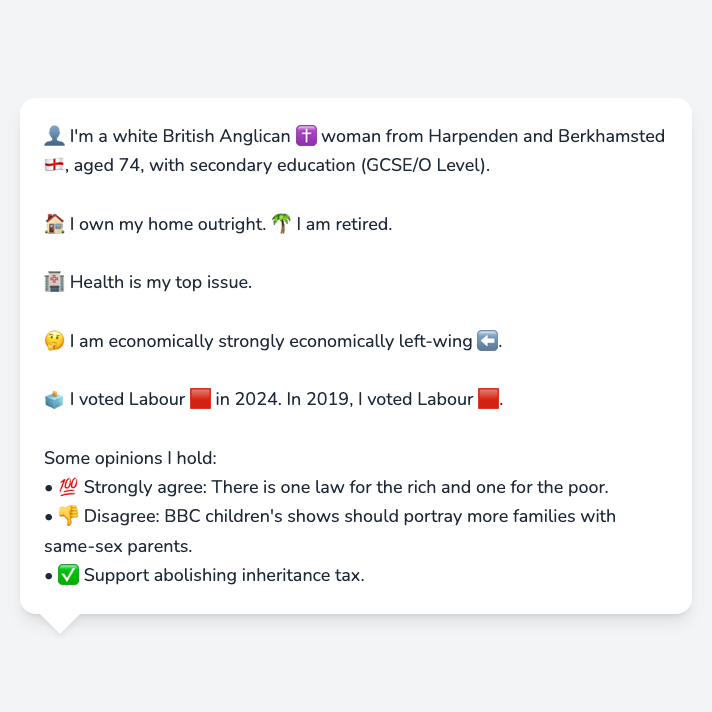 👤 I'm a white British Anglican ✝️ woman from Harpenden and Berkhamsted
🏴󠁧󠁢󠁥󠁮󠁧󠁿, aged 74, with secondary education (GCSE/O Level).
🏠 I own my home outright. 🌴 I am retired.
🏥 Health is my top issue.
🤔 I am economically strongly economically left-wing ⬅️.
🗳️ I voted Labour 🟥 in 2024. In 2019, I voted Labour 🟥.
Some opinions I hold:
• 💯 Strongly agree: There is one law for the rich and one for the poor.
• 👎 Disagree: BBC children's shows should portray more families with
same-sex parents.
• ✅ Support abolishing inheritance tax.